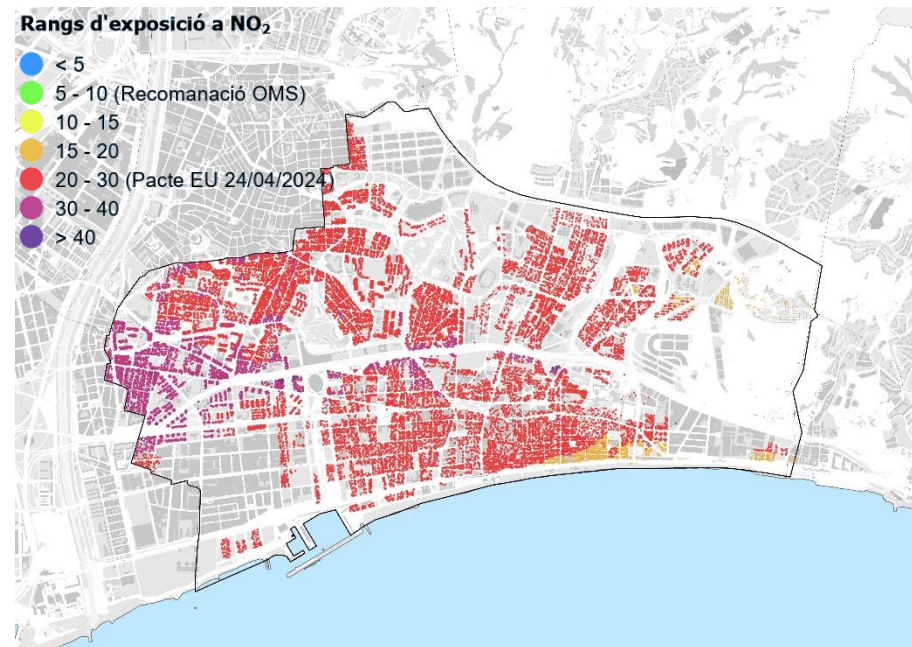 Rangs d'exposició a NO₂
< 5
5 - 10 (Recomanació OMS)
10 - 15
15 - 20
20 - 30 (Pacte EU 24/04/2024)
30 - 40
> 40